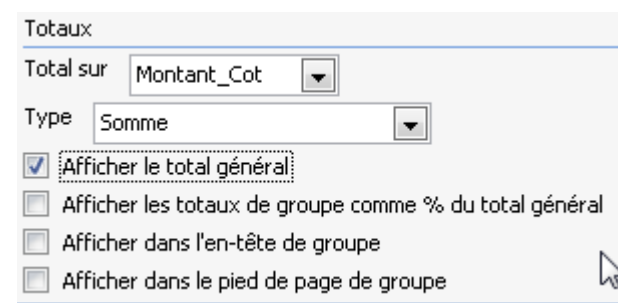 Totaux
Total sur Montant_Cot
Type Somme
Afficher le total général
Afficher les totaux de groupe comme % du total général
Afficher dans l'en-tête de groupe
Afficher dans le pied de page de groupe